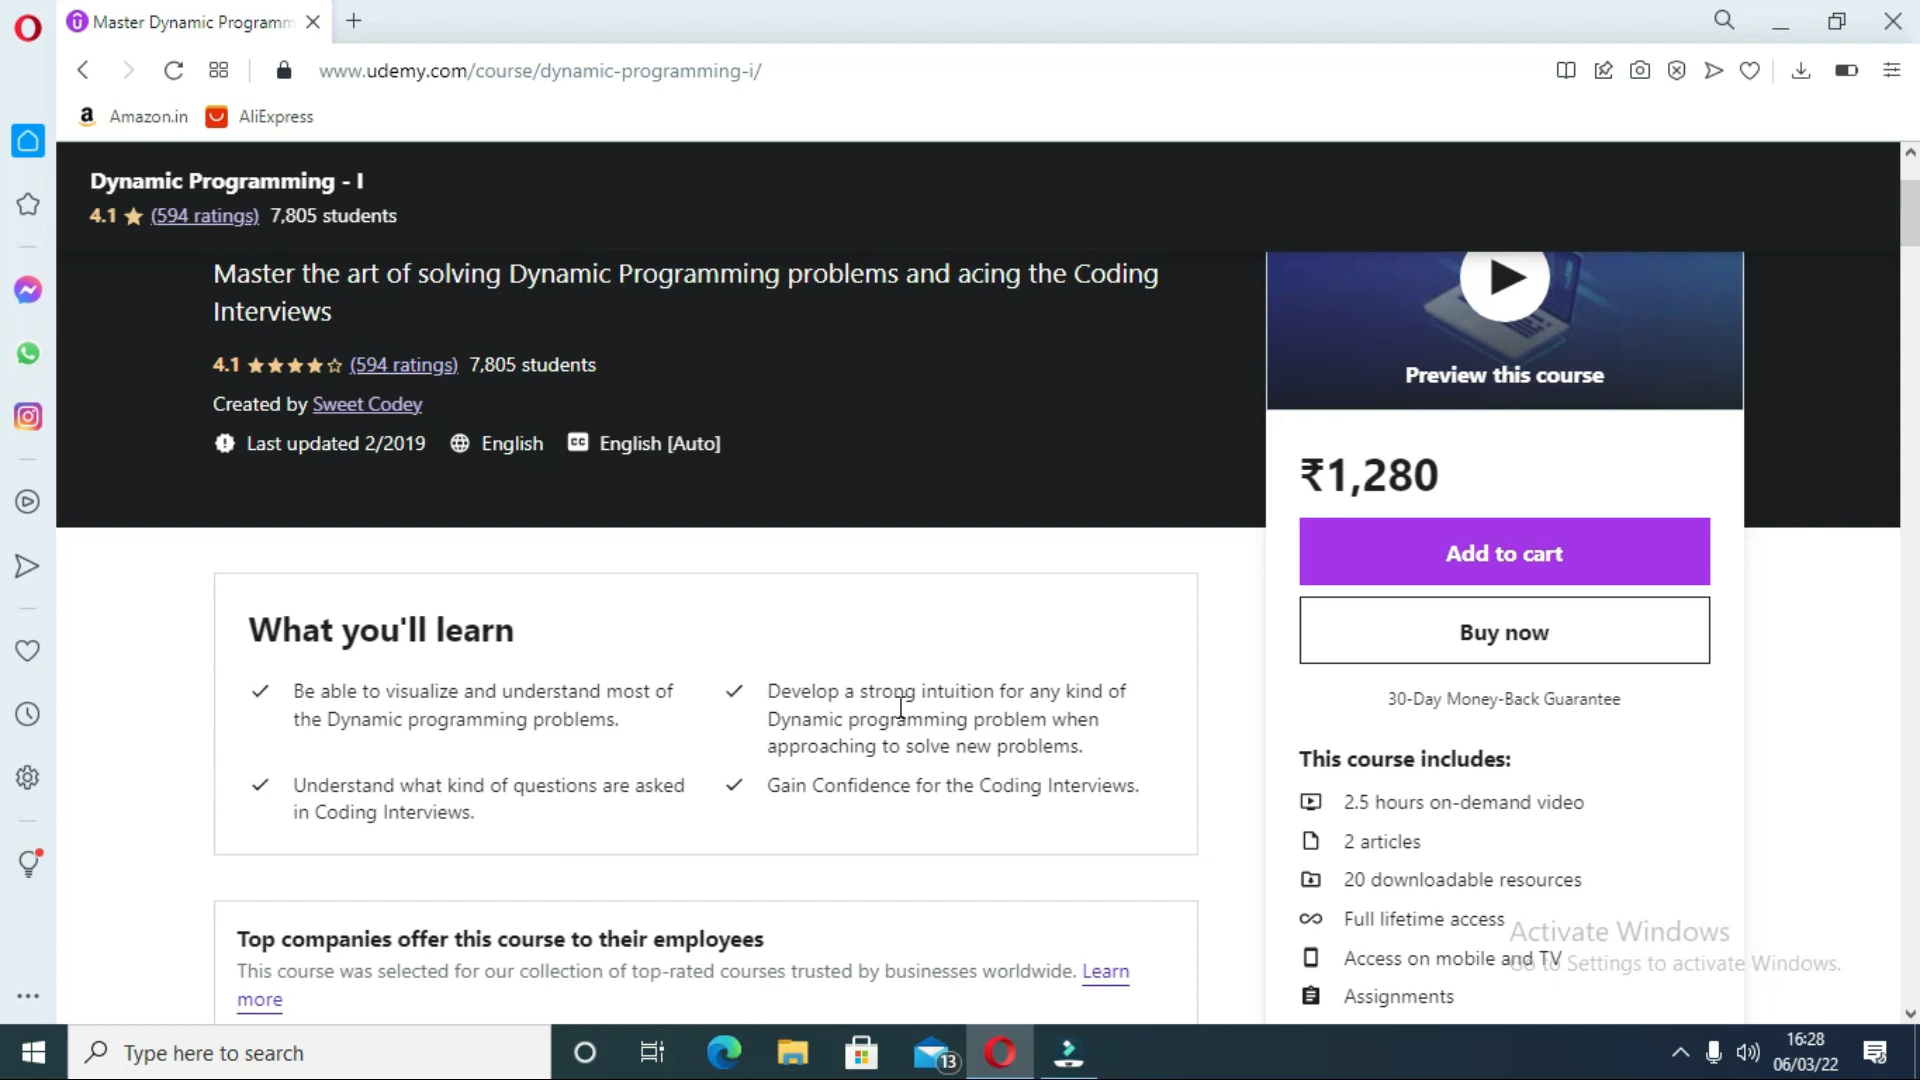 Master Dynamic Programm
www.udemy.com/course/dynamic-programming-i/
a Amazon.in AliExpress
Dynamic Programming - I
4.1 (594 ratings) 7,805 students
Master the art of solving Dynamic Programming problems and acing the Coding
Interviews
4.1 (594 ratings) 7,805 students
Created by Sweet Codey
Last updated 2/2019 English CC English [Auto]
Preview this course
₹1,280
Add to cart
Buy now
30-Day Money-Back Guarantee
This course includes:
2.5 hours on-demand video
2 articles
20 downloadable resources
Full lifetime access
Access on mobile and TV
Assignments
What you'll learn
Be able to visualize and understand most of
the Dynamic programming problems.
Develop a strong intuition for any kind of
Dynamic programming problem when
approaching to solve new problems.
Understand what kind of questions are asked
in Coding Interviews.
Gain Confidence for the Coding Interviews.
Top companies offer this course to their employees
This course was selected for our collection of top-rated courses trusted by businesses worldwide. Learn
more
Activate Windows
Go to Settings to activate Windows.
Type here to search
13
16:28
06/03/22